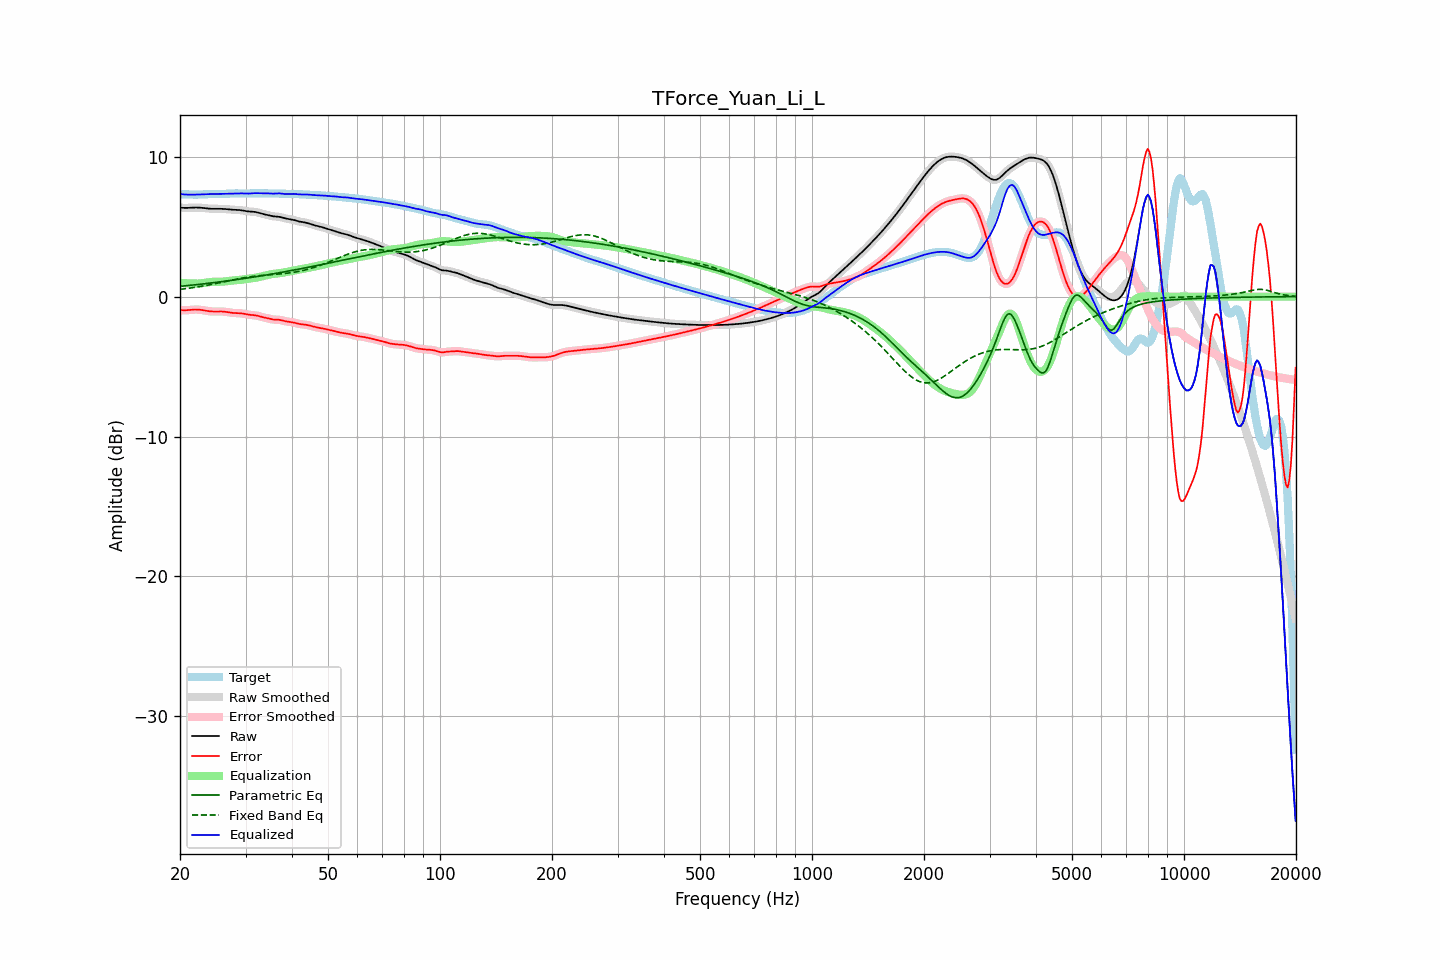 TForce_Yuan_Li_L
10
0
−10
−20
−30
Amplitude (dBr)
Target
Raw Smoothed
Error Smoothed
Raw
Error
Equalization
Parametric Eq
Fixed Band Eq
Equalized
20 50 100 200 500 1000 2000 5000 10000 20000
Frequency (Hz)